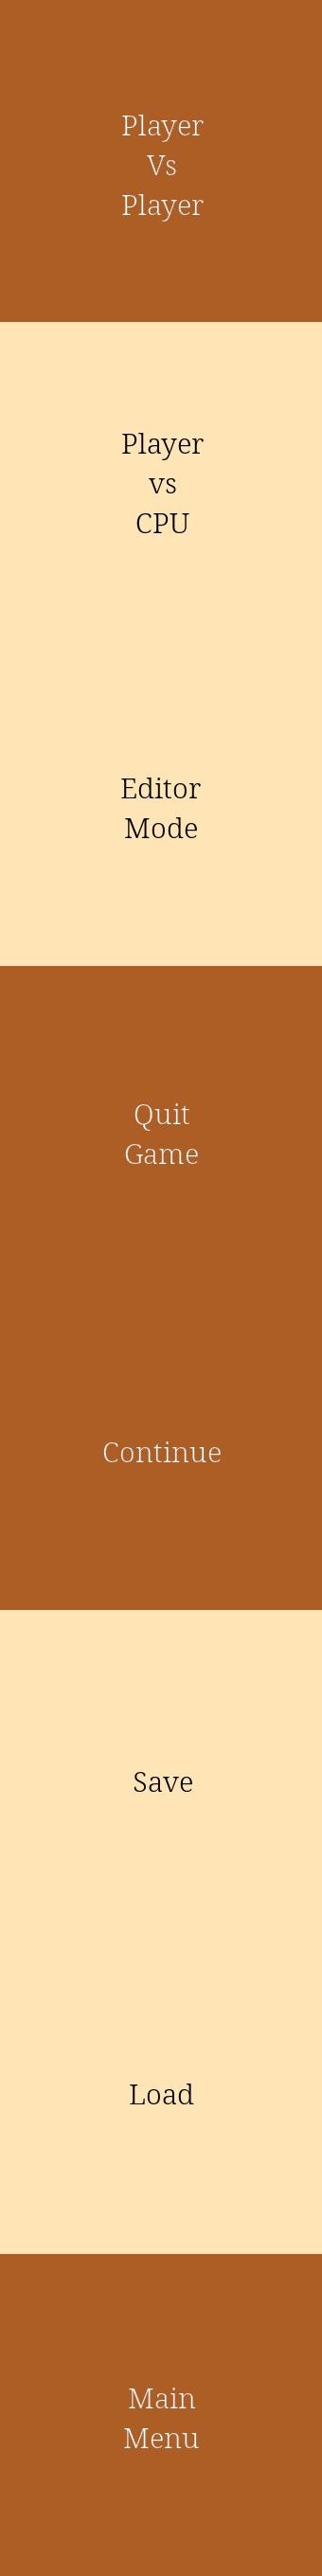 Player
Vs
Player
Player
vs
CPU
Editor
Mode
Quit
Game
Continue
Save
Load
Main
Menu